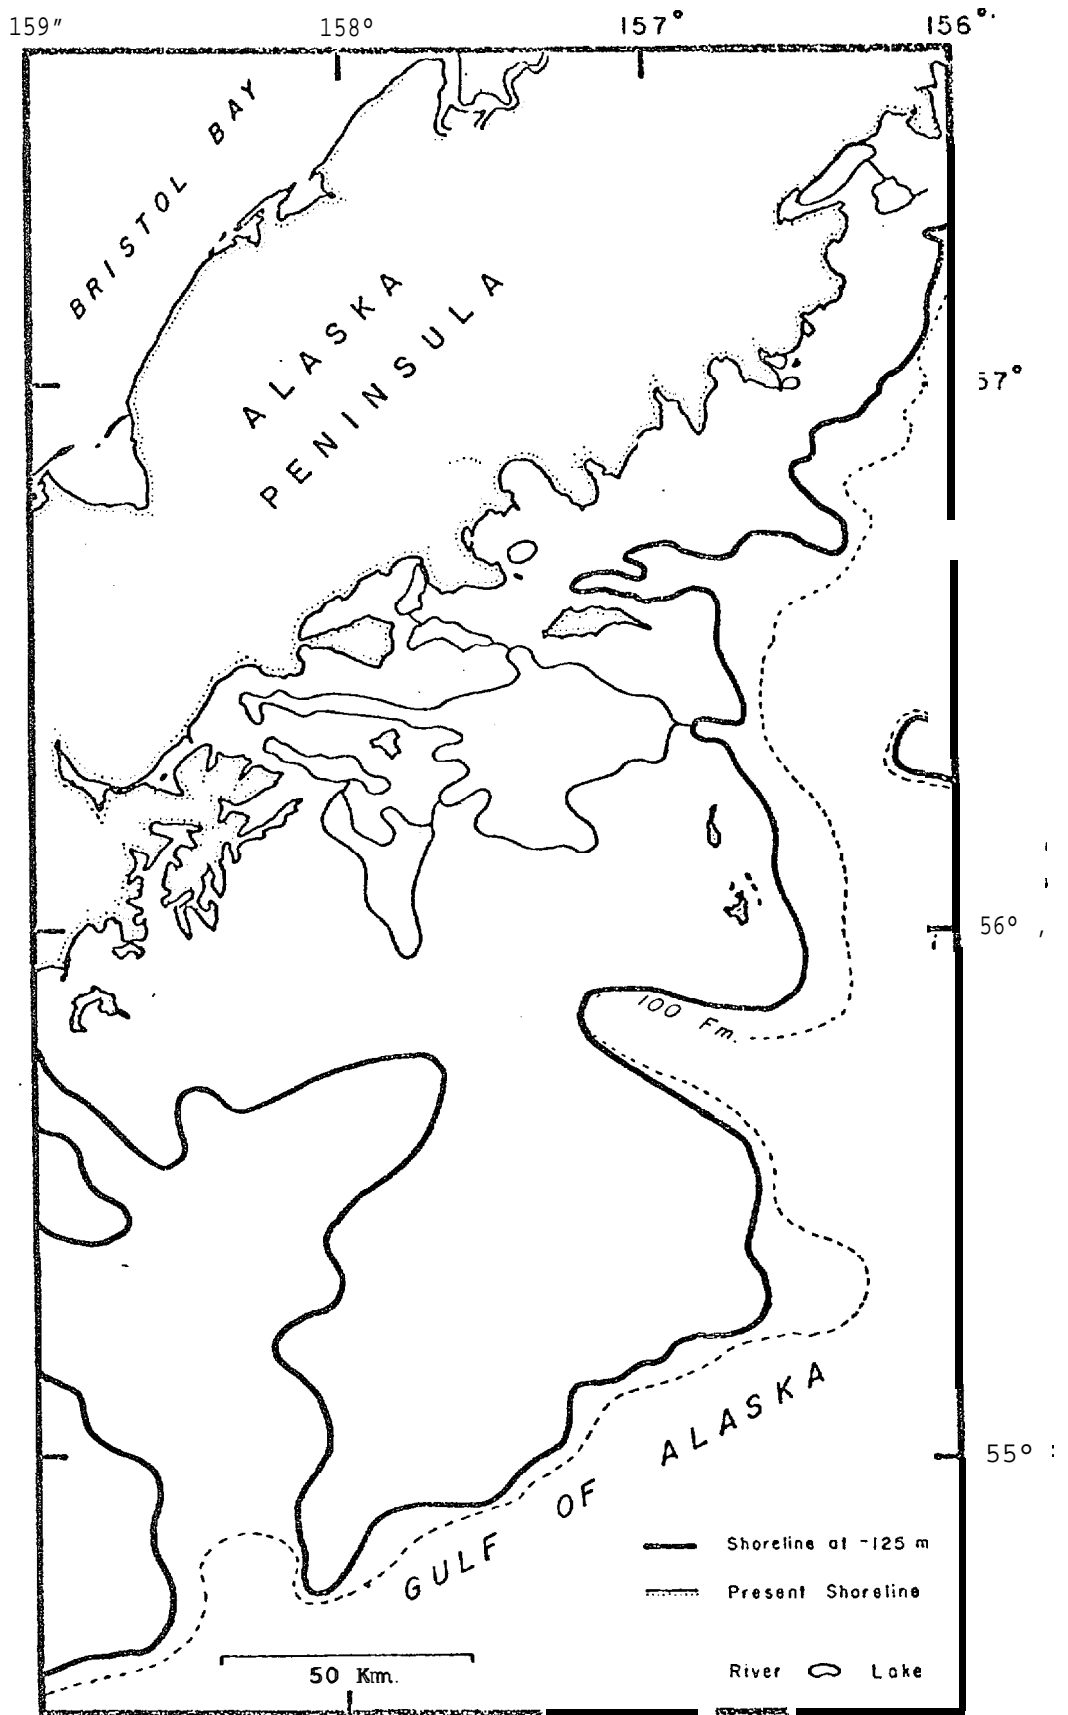 159″ 158° 157° 156°
BRISTOL BAY
ALASKA
PENINSULA
57°
56°
100 Fm.
55°
GULF OF ALASKA
Shoreline at -125 m
Present Shoreline
River Lake
50 Km.